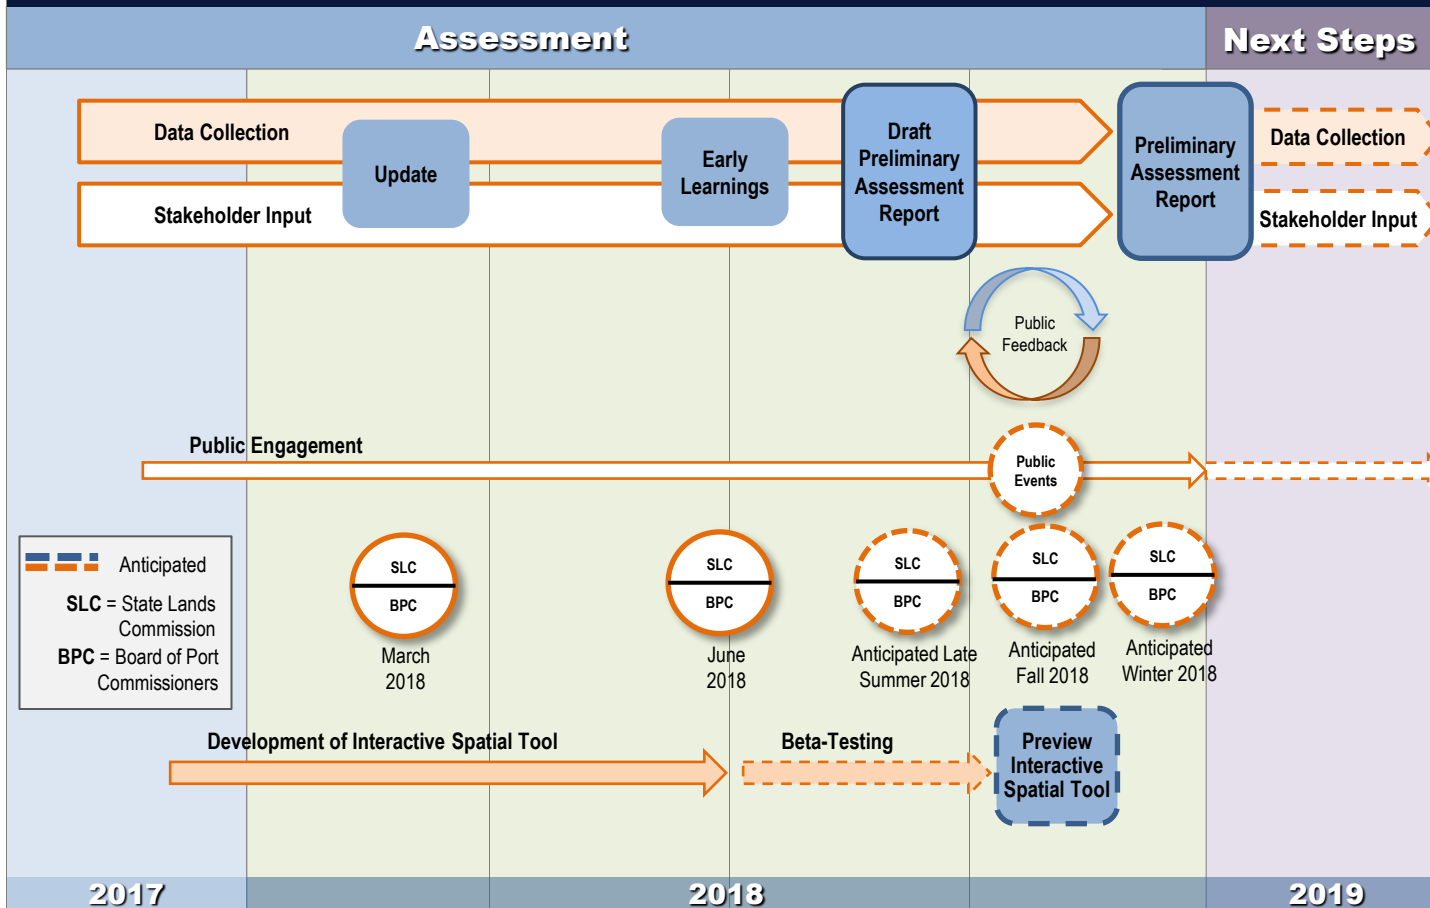 Assessment
Next Steps
Data Collection
Update
Early
Learnings
Draft
Preliminary
Assessment
Report
Preliminary
Assessment
Report
Data Collection
Stakeholder Input
Stakeholder Input
Public
Feedback
Public Engagement
Public
Events
Anticipated
SLC = State Lands
Commission
BPC = Board of Port
Commissioners
SLC
BPC
March
2018
SLC
BPC
June
2018
SLC
BPC
Anticipated Late
Summer 2018
SLC
BPC
Anticipated
Fall 2018
SLC
BPC
Anticipated
Winter 2018
Development of Interactive Spatial Tool
Beta-Testing
Preview
Interactive
Spatial Tool
2017
2018
2019